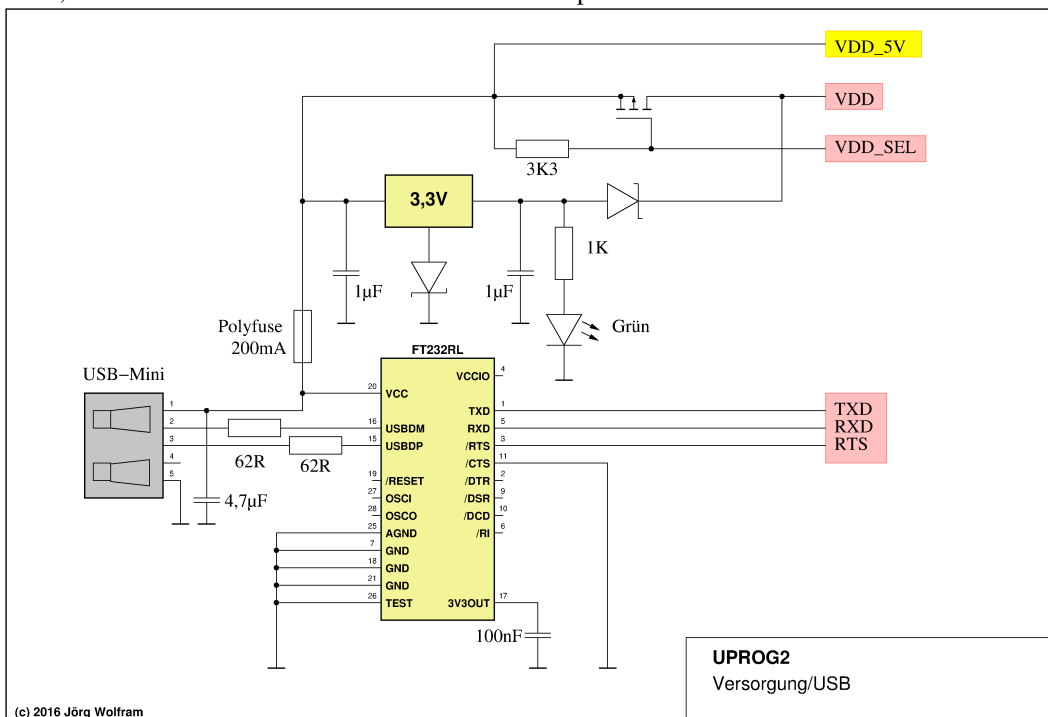 VDD_5V
VDD
VDD_SEL
3K3
3,3V
1K
1µF
1µF
Polyfuse
200mA
Grün
FT232RL
USB−Mini
1
2
3
4
5
62R
62R
4,7µF
20 VCC
16 USBDM
15 USBDP
19 /RESET
27 OSCI
28 OSCO
25 AGND
7 GND
18 GND
21 GND
26 TEST
VCCIO 4
TXD 1
RXD 5
/RTS 3
/CTS 11
/DTR 2
/DSR 9
/DCD 10
/RI 6
3V3OUT 17
100nF
TXD
RXD
RTS
UPROG2
Versorgung/USB
(c) 2016 Jörg Wolfram